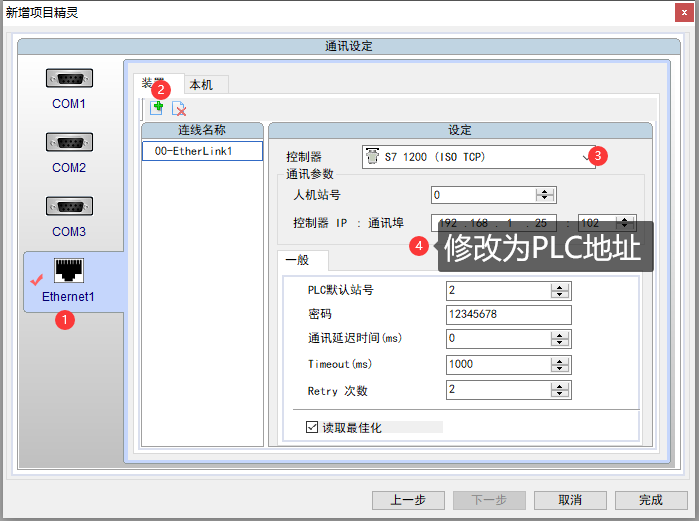 新增项目精灵
通讯设定
COM1
COM2
COM3
Ethernet1
1
2
本机
连线名称
00-EtherLink1
设定
控制器
S7 1200 (ISO TCP)
3
通讯参数
人机站号
0
控制器 IP : 通讯埠
192 .168 . 1 . 25 : 102
4
修改为PLC地址
一般
PLC默认站号
2
密码
12345678
通讯延迟时间(ms)
0
Timeout(ms)
1000
Retry 次数
2
读取最佳化
上一步
下一步
取消
完成